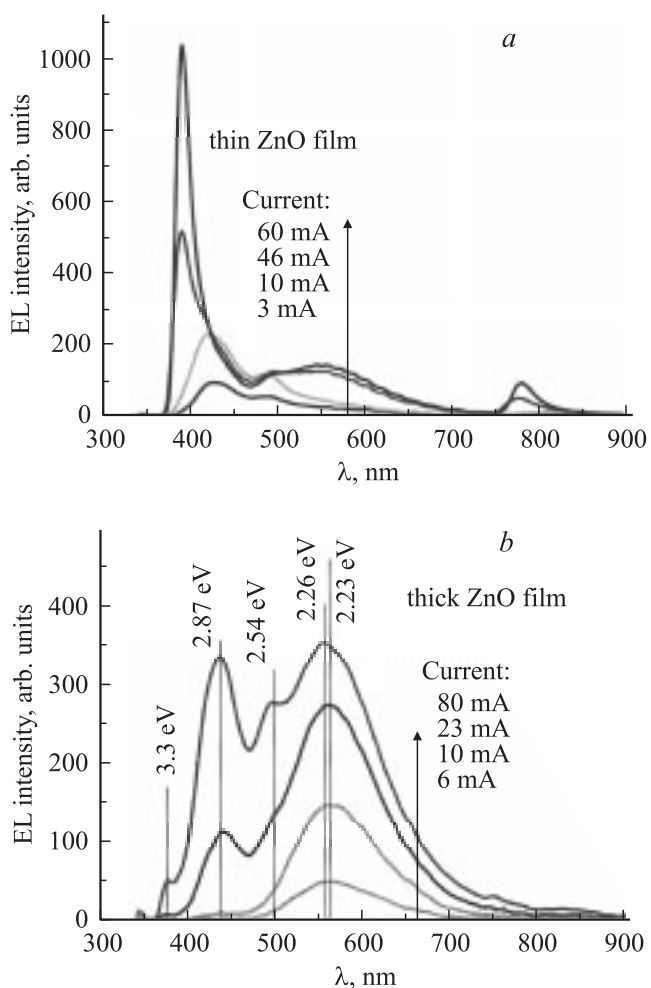 a
1000
800
600
400
200
0
EL intensity, arb. units
thin ZnO film
Current:
60 mA
46 mA
10 mA
3 mA
300 400 500 600 700 800 900
λ, nm
b
400
300
200
100
0
EL intensity, arb. units
3.3 eV
2.87 eV
2.54 eV
2.26 eV
2.23 eV
thick ZnO film
Current:
80 mA
23 mA
10 mA
6 mA
300 400 500 600 700 800 900
λ, nm